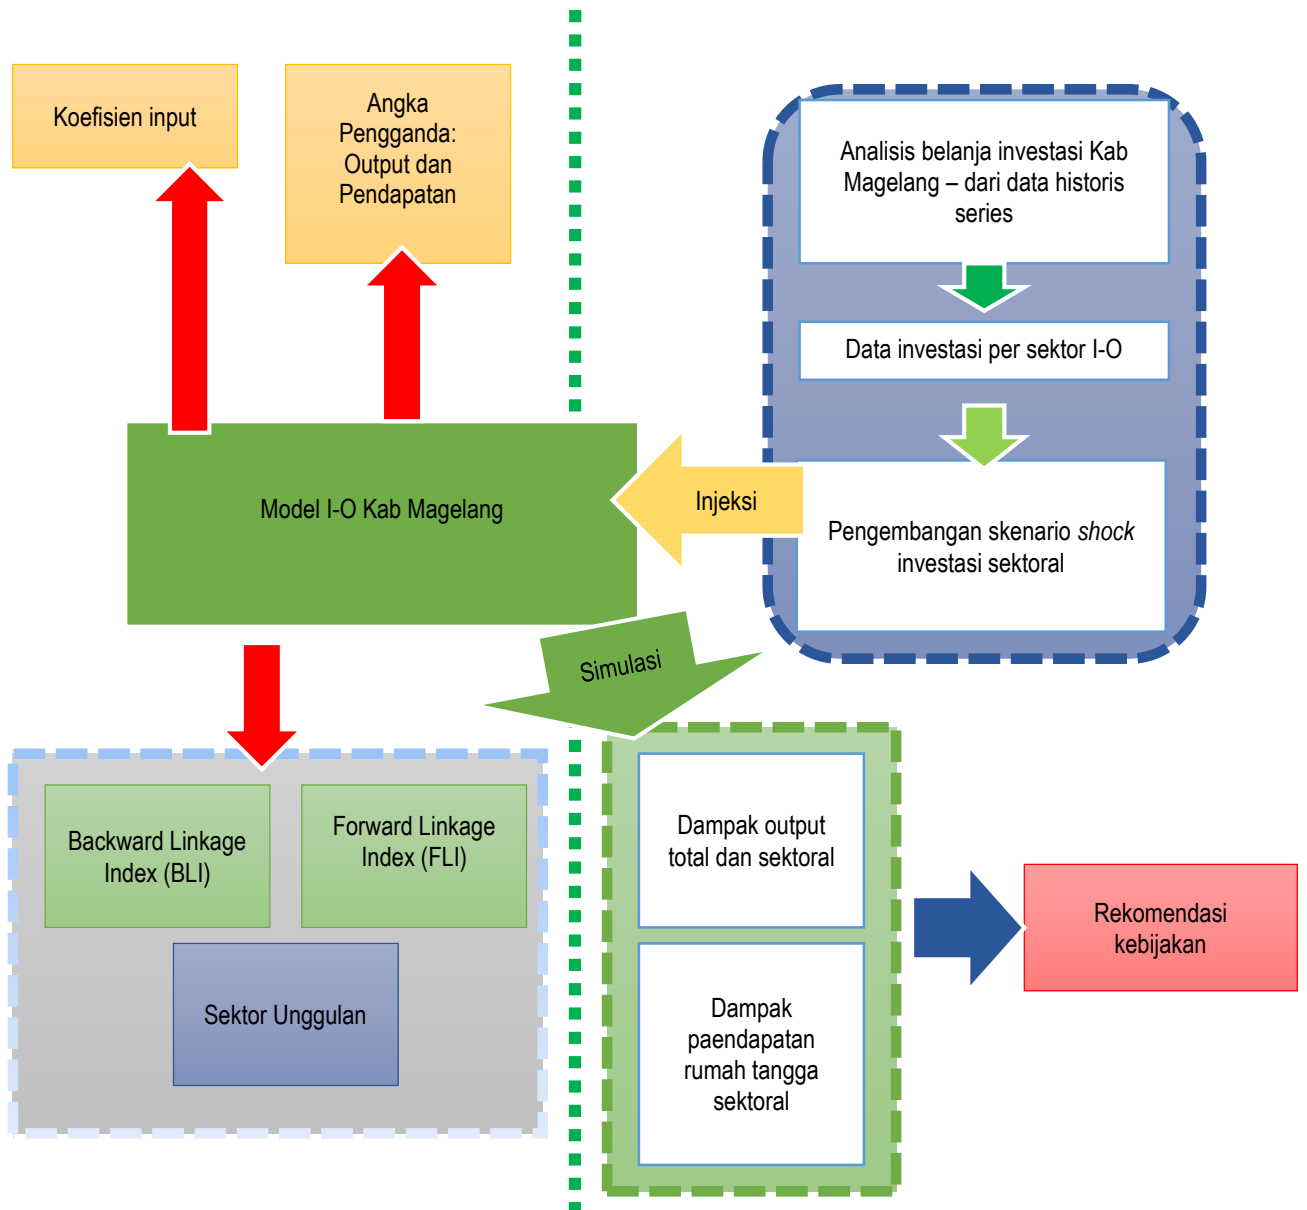 Koefisien input
Angka
Pengganda:
Output dan
Pendapatan
Analisis belanja investasi Kab
Magelang – dari data historis
series
Data investasi per sektor I-O
Pengembangan skenario shock
investasi sektoral
Injeksi
Model I-O Kab Magelang
Simulasi
Backward Linkage
Index (BLI)
Forward Linkage
Index (FLI)
Sektor Unggulan
Dampak output
total dan sektoral
Dampak
paendapatan
rumah tangga
sektoral
Rekomendasi
kebijakan